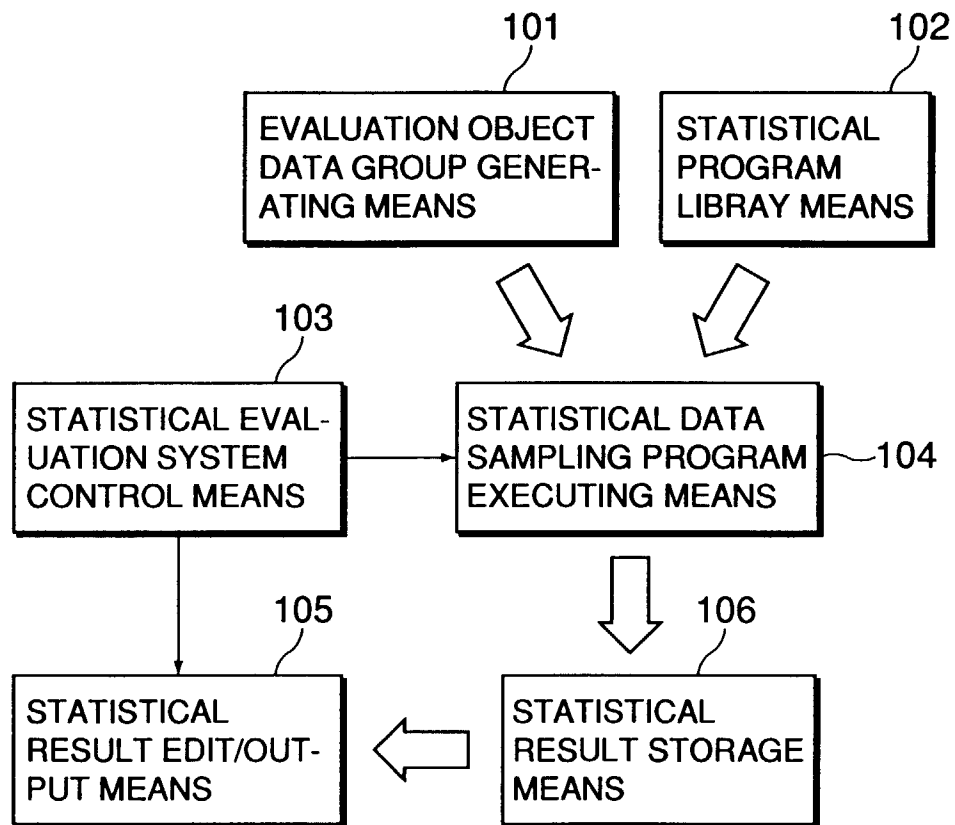 101
102
EVALUATION OBJECT
DATA GROUP GENER-
ATING MEANS
STATISTICAL
PROGRAM
LIBRAY MEANS
103
STATISTICAL EVAL-
UATION SYSTEM
CONTROL MEANS
STATISTICAL DATA
SAMPLING PROGRAM
EXECUTING MEANS
104
105
106
STATISTICAL
RESULT EDIT/OUT-
PUT MEANS
STATISTICAL
RESULT STORAGE
MEANS